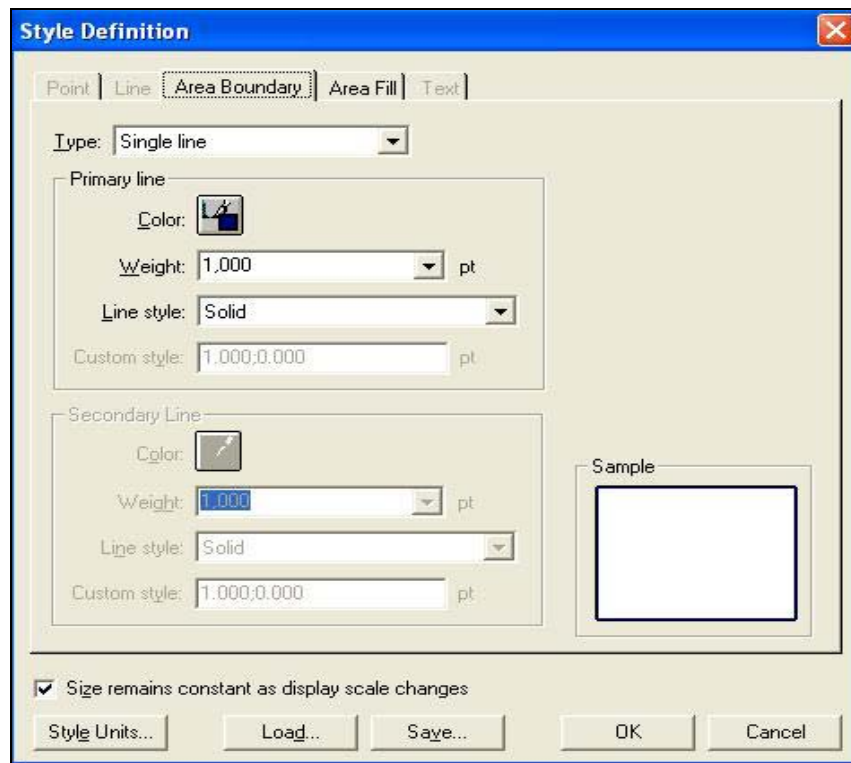 Style Definition
Point Line Area Boundary Area Fill Text
Type: Single line
Primary line
Color:
Weight: 1,000 pt
Line style: Solid
Custom style: 1.000;0.000 pt
Secondary Line
Color:
Weight: 1,000 pt
Line style: Solid
Custom style: 1.000;0.000 pt
Sample
Size remains constant as display scale changes
Style Units... Load... Save... OK Cancel